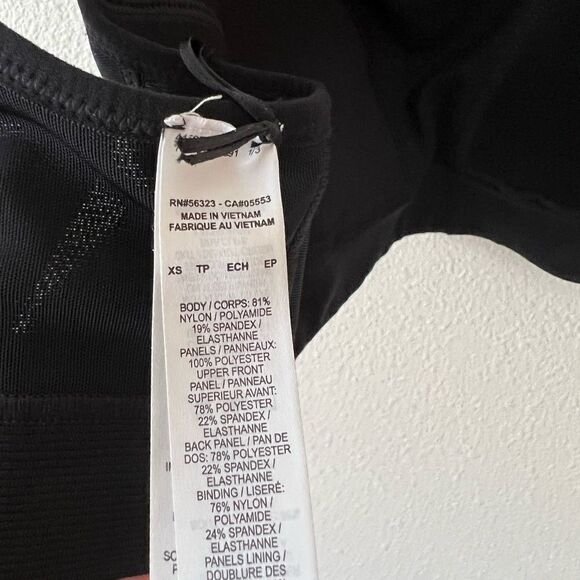 91 1/3
RN#56323 - CA#05553
MADE IN VIETNAM
FABRIQUE AU VIETNAM
XS TP ECH EP
BODY / CORPS: 81%
NYLON / POLYAMIDE
19% SPANDEX /
ELASTHANNE
PANELS / PANNEAUX:
100% POLYESTER
UPPER FRONT
PANEL / PANNEAU
SUPERIEUR AVANT:
78% POLYESTER
22% SPANDEX /
ELASTHANNE
BACK PANEL / PAN DE
DOS: 78% POLYESTER
22% SPANDEX /
ELASTHANNE
BINDING / LISERÉ:
76% NYLON /
POLYAMIDE
24% SPANDEX /
ELASTHANNE
PANELS LINING /
DOUBLURE DES